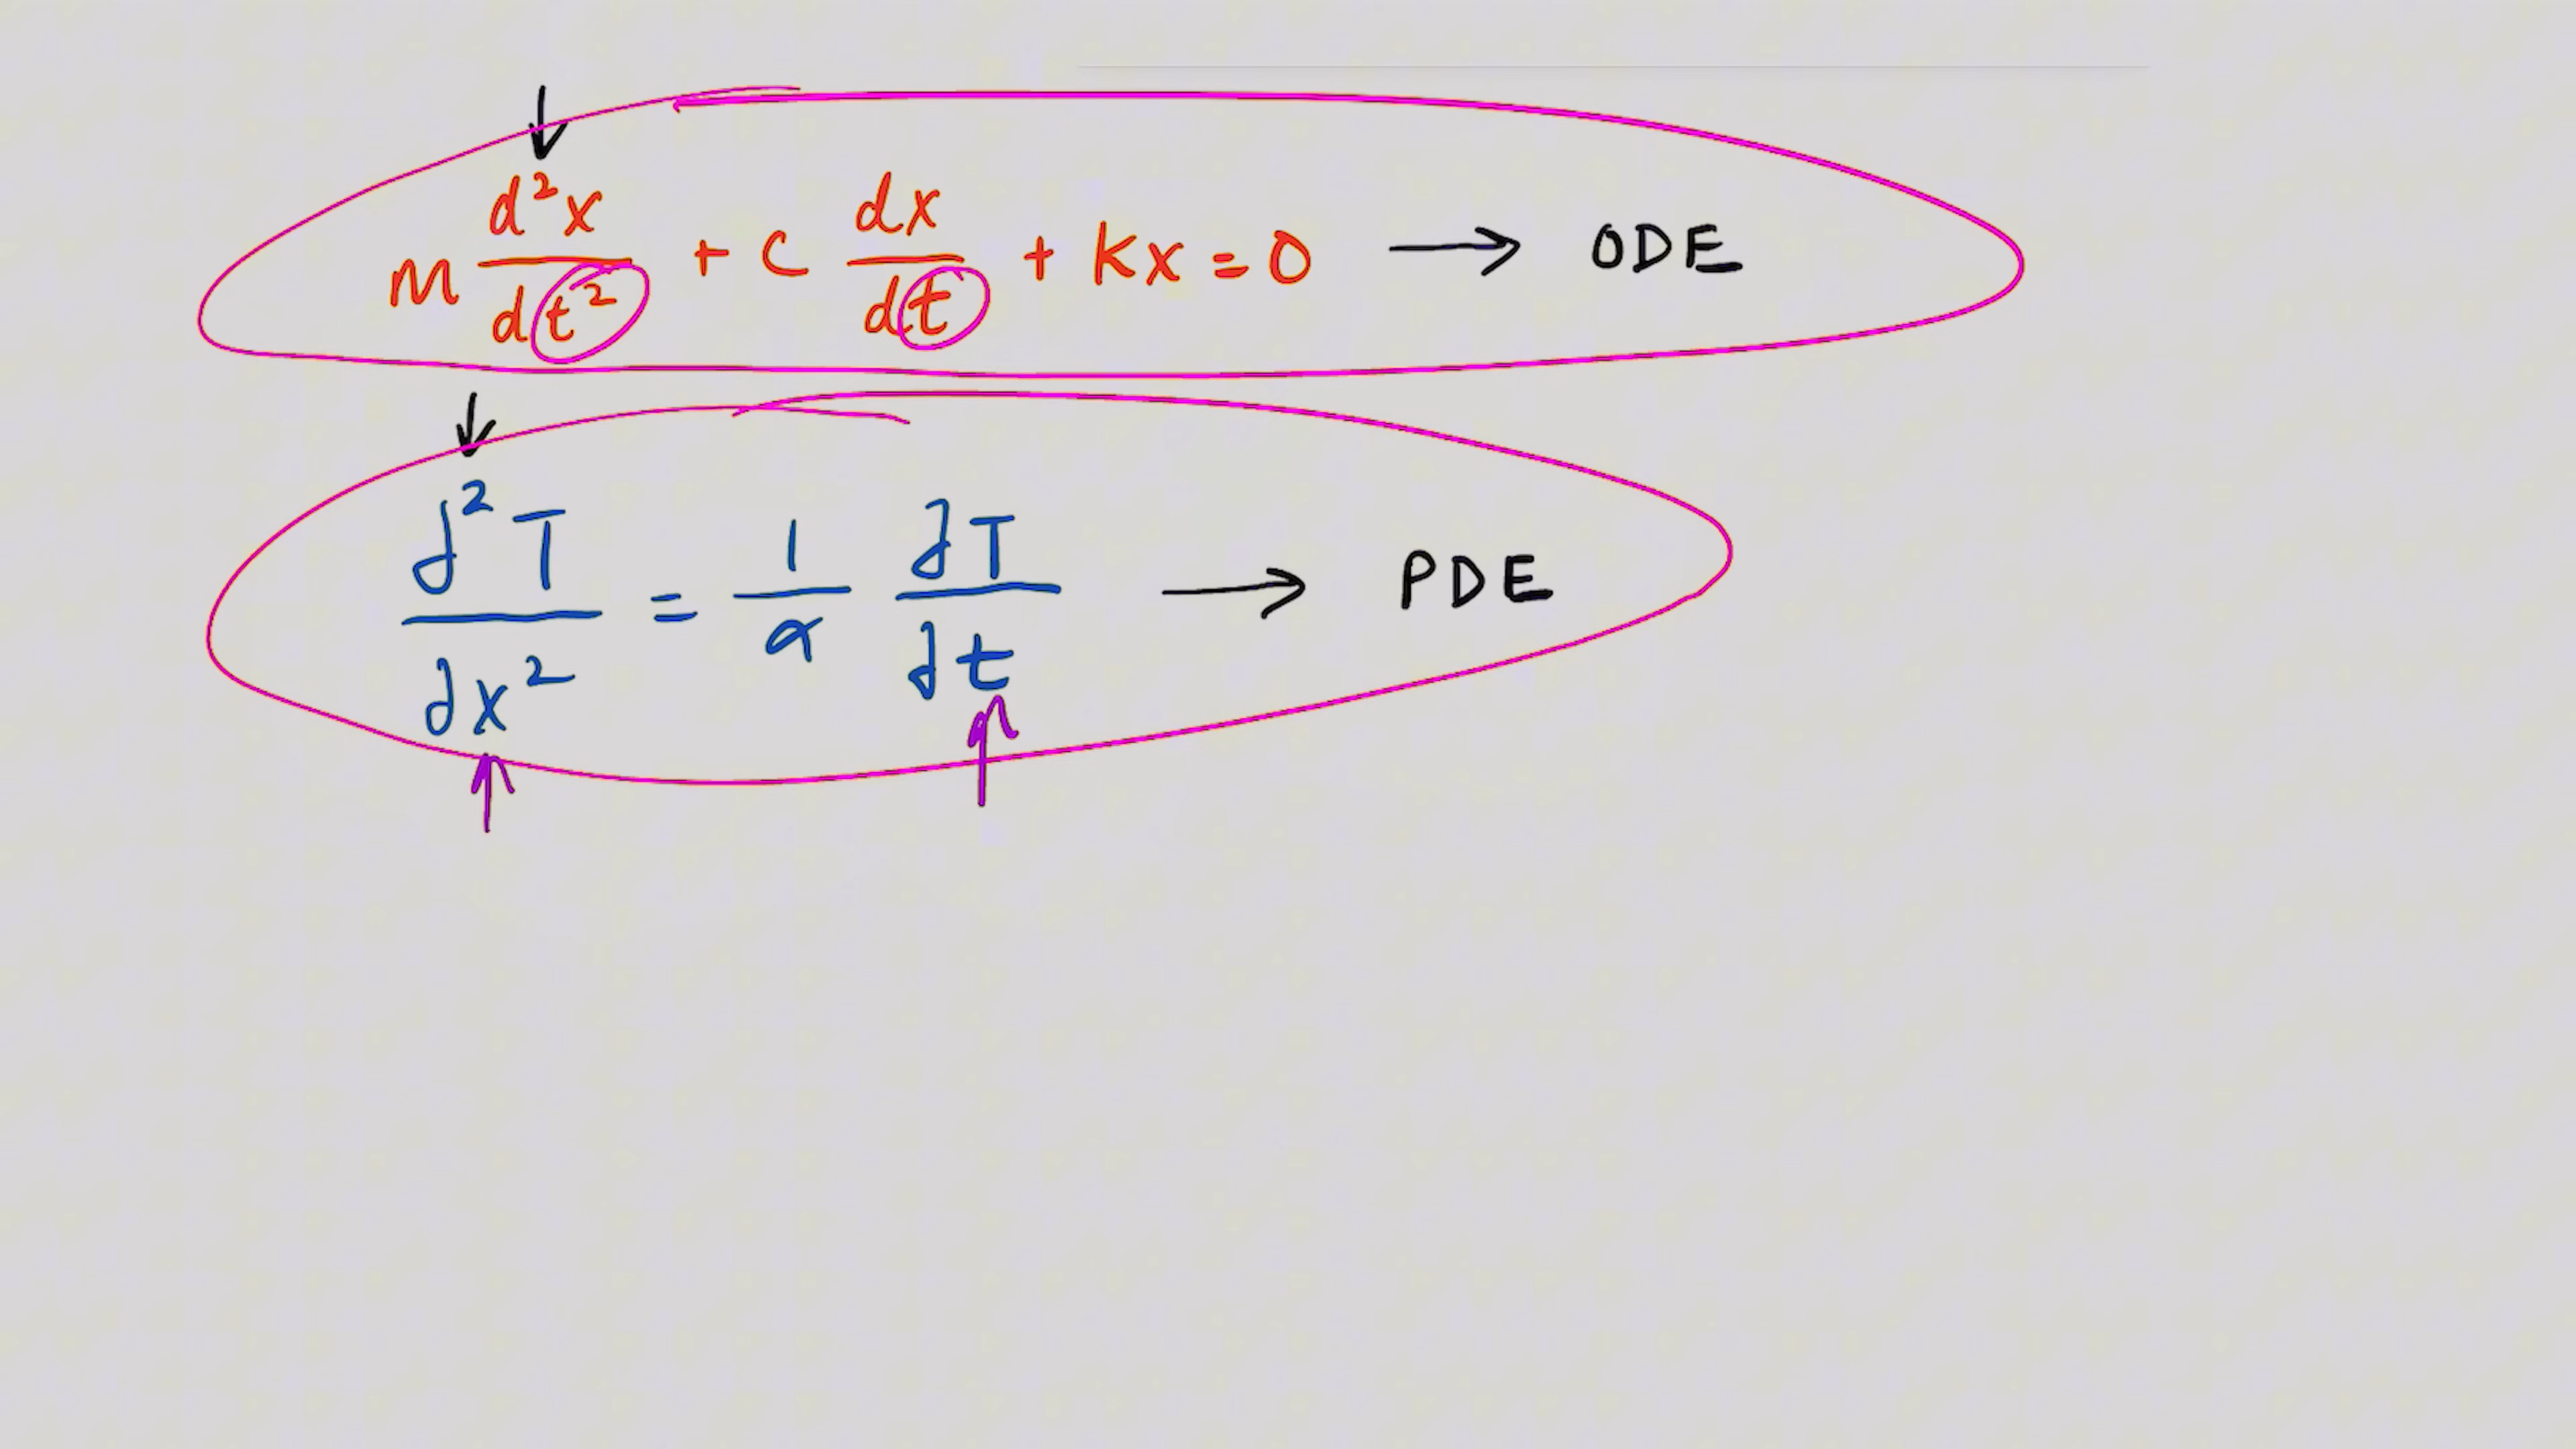 m d²x/dt² + c dx/dt + kx = 0 → ODE
∂²T/∂x² = 1/α ∂T/∂t → PDE